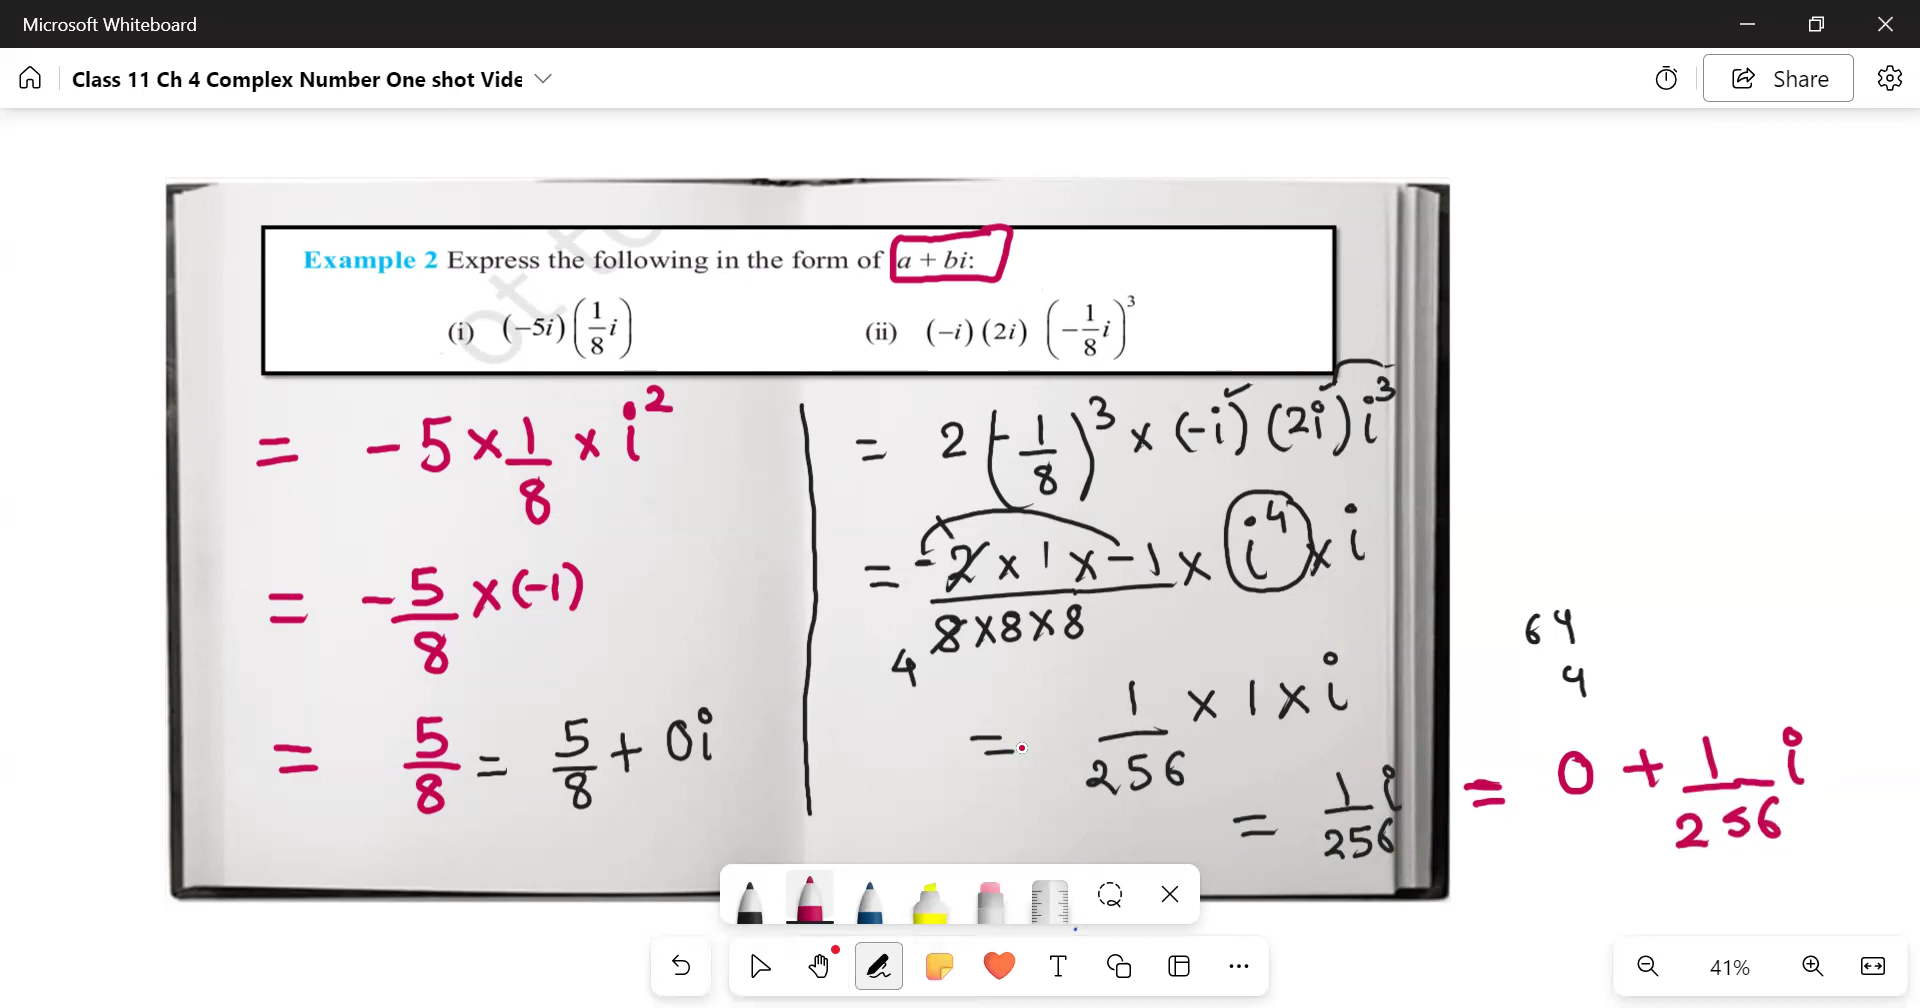 Microsoft Whiteboard
Class 11 Ch 4 Complex Number One shot Vide
Share
Example 2 Express the following in the form of a + bi:
(i) (−5i) (1/8 i)
(ii) (−i) (2i) (−1/8 i)³
= − 5 × 1/8 × i²
= − 5/8 × (−1)
= 5/8 = 5/8 + 0i
= 2 (−1/8)³ × (−i) (2i) i³
= −2 × 1 × −1 / 8 × 8 × 8 × i⁴ × i
4
= 1/256 × 1 × i
= 1/256 i
64
4
= 0 + 1/256 i
41%